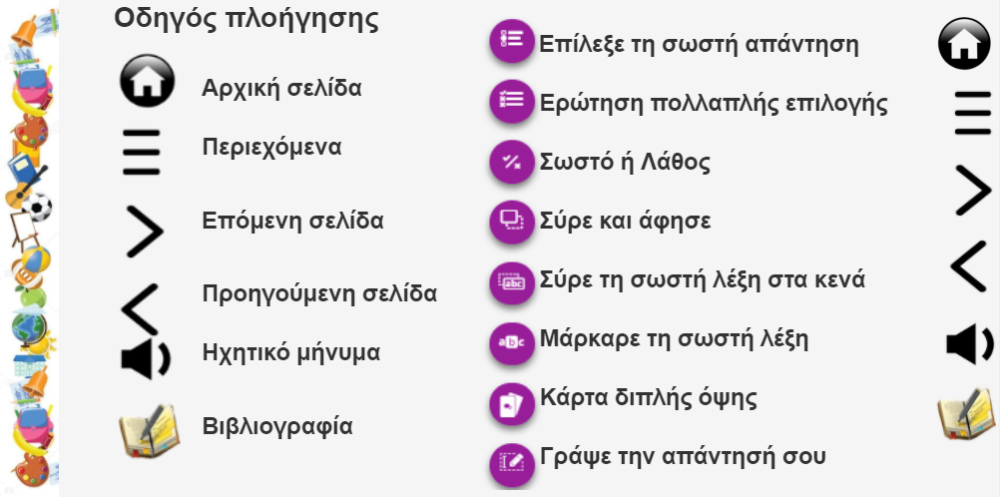 Οδηγός πλοήγησης
Αρχική σελίδα
Περιεχόμενα
Επόμενη σελίδα
Προηγούμενη σελίδα
Ηχητικό μήνυμα
Βιβλιογραφία
Επίλεξε τη σωστή απάντηση
Ερώτηση πολλαπλής επιλογής
Σωστό ή Λάθος
Σύρε και άφησε
abc
Σύρε τη σωστή λέξη στα κενά
abc
Μάρκαρε τη σωστή λέξη
Κάρτα διπλής όψης
Γράψε την απάντησή σου